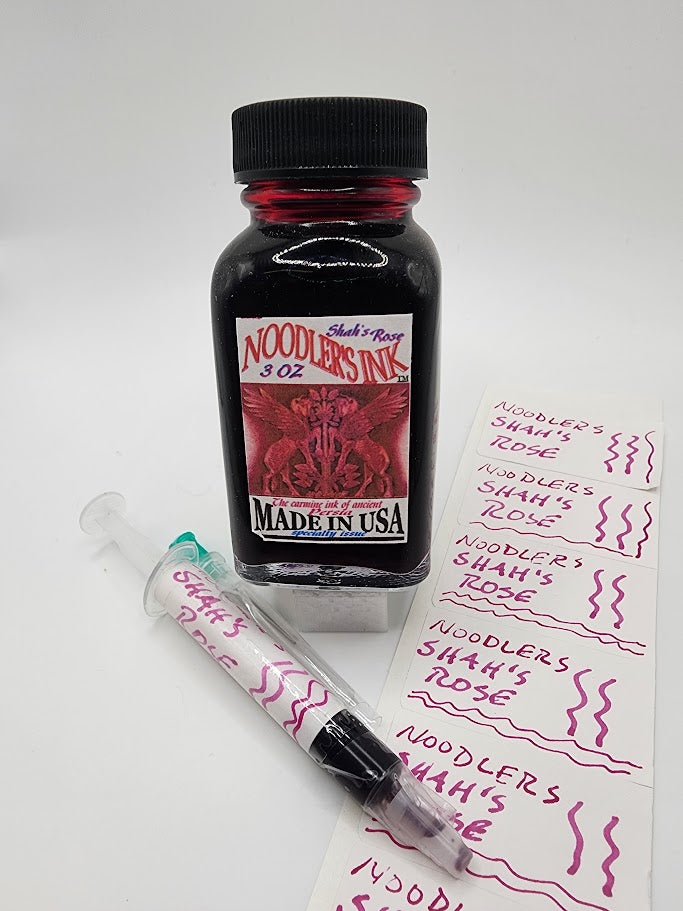 Shah's Rose
NOODLER'S INK
TM
3 OZ
The carmine ink of ancient
Persia
MADE IN USA
specialty issue
SHAH'S
ROSE
NOODLERS
SHAH'S
ROSE
NOODLERS
SHAH'S
ROSE
NOODLERS
SHAH'S
ROSE
NOODLERS
SHAH'S
ROSE
NOODLERS
SHAH'S
NOODLERS